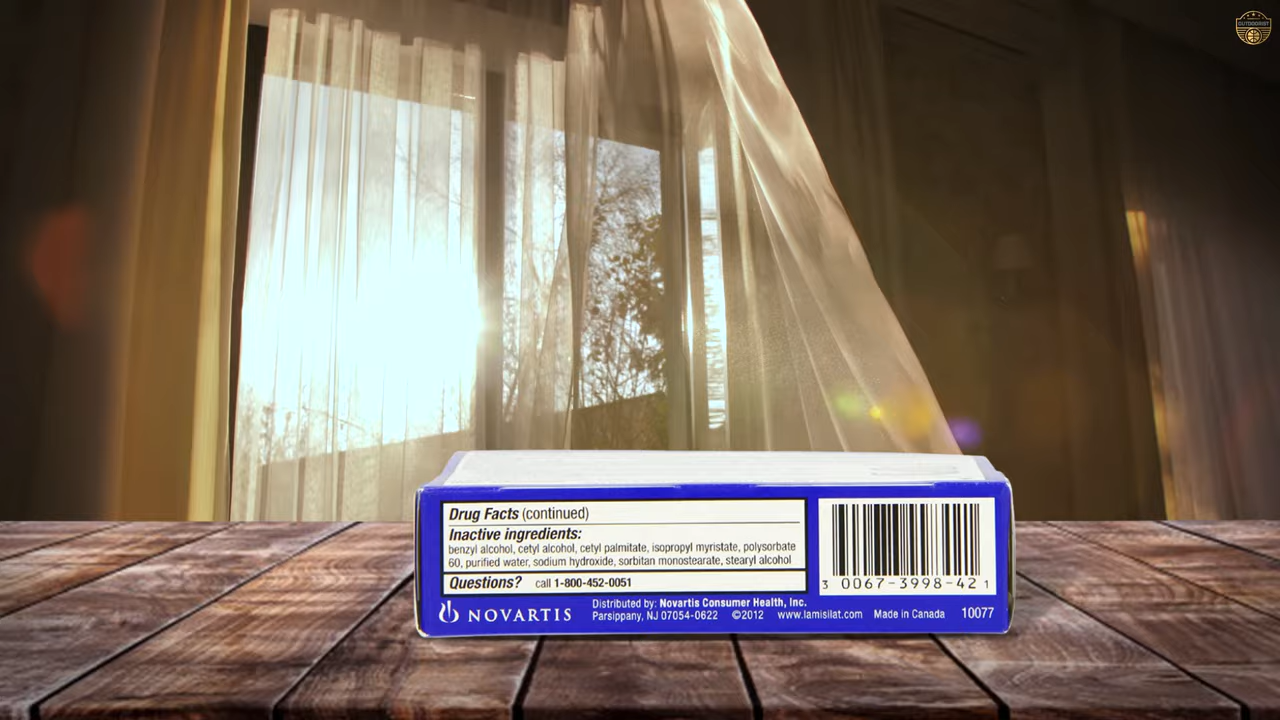 OUTDOORIST
Drug Facts (continued)
Inactive ingredients:
benzyl alcohol, cetyl alcohol, cetyl palmitate, isopropyl myristate, polysorbate
60, purified water, sodium hydroxide, sorbitan monostearate, stearyl alcohol
Questions? call 1-800-452-0051
3 0067-3998-42 1
NOVARTIS
Distributed by: Novartis Consumer Health, Inc.
Parsippany, NJ 07054-0622 ©2012 www.lamisilat.com Made in Canada 10077